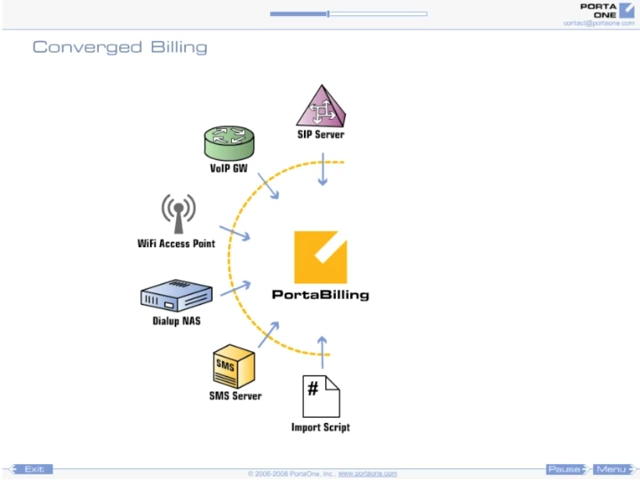 PORTA
ONE
contact@portaone.com
Converged Billing
SIP Server
VoIP GW
WiFi Access Point
PortaBilling
Dialup NAS
SMS
SMS Server
#
Import Script
Exit
© 2006-2008 PortaOne, Inc., www.portaone.com
Pause
Menu